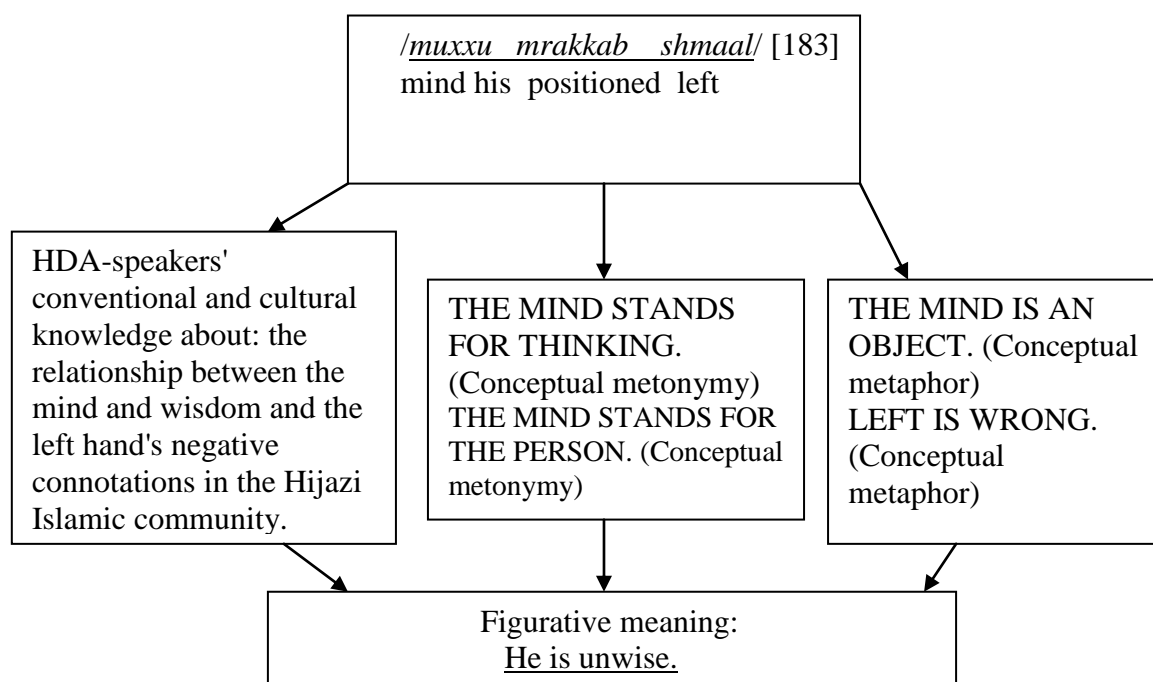 /muxxu mrakkab shmaal/ [183]
mind his positioned left
HDA-speakers'
conventional and cultural
knowledge about: the
relationship between the
mind and wisdom and the
left hand's negative
connotations in the Hijazi
Islamic community.
THE MIND STANDS
FOR THINKING.
(Conceptual metonymy)
THE MIND STANDS FOR
THE PERSON. (Conceptual
metonymy)
THE MIND IS AN
OBJECT. (Conceptual
metaphor)
LEFT IS WRONG.
(Conceptual
metaphor)
Figurative meaning:
He is unwise.